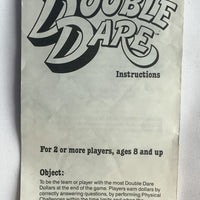 DOUBLE
DARE
Instructions
For 2 or more players, ages 8 and up
Object:
To be the team or player with the most Double Dare
Dollars at the end of the game. Players earn dollars by
correctly answering questions, by performing Physical
Challenges within the time limits and